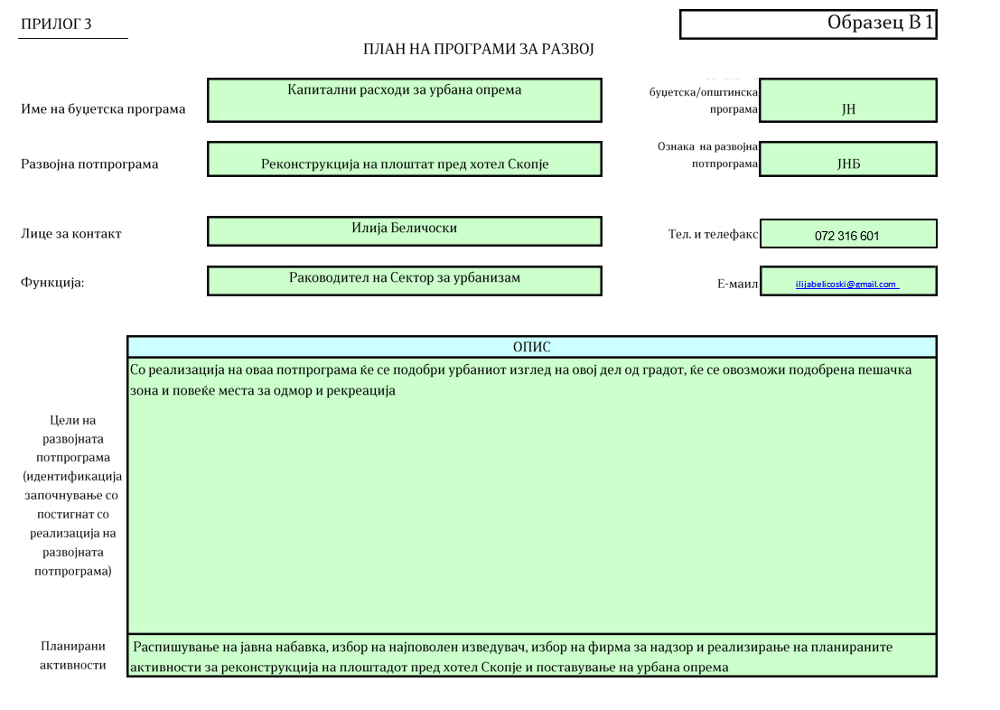 ПРИЛОГ 3
Образец В 1
ПЛАН НА ПРОГРАМИ ЗА РАЗВОЈ
Име на буџетска програма
Капитални расходи за урбана опрема
буџетска/општинска
програма
ЈН
Развојна потпрограма
Реконструкција на плоштат пред хотел Скопје
Ознака на развојна
потпрограма
ЈНБ
Лице за контакт
Илија Беличоски
Тел. и телефакс
072 316 601
Функција:
Раководител на Сектор за урбанизам
Е-маил
ilijabelicoski@gmail.com
ОПИС
Цели на
развојната
потпрограма
(идентификација
започнување со
постигнат со
реализација на
развојната
потпрограма)
Со реализација на оваа потпрограма ќе се подобри урбаниот изглед на овој дел од градот, ќе се овозможи подобрена пешачка
зона и повеќе места за одмор и рекреација
Планирани
активности
Распишување на јавна набавка, избор на најповолен изведувач, избор на фирма за надзор и реализирање на планираните
активности за реконструкција на плоштадот пред хотел Скопје и поставување на урбана опрема